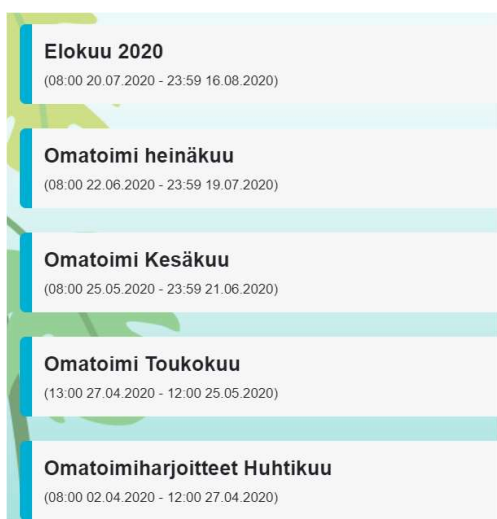 Elokuu 2020
(08:00 20.07.2020 - 23:59 16.08.2020)
Omatoimi heinäkuu
(08:00 22.06.2020 - 23:59 19.07.2020)
Omatoimi Kesäkuu
(08:00 25.05.2020 - 23:59 21.06.2020)
Omatoimi Toukokuu
(13:00 27.04.2020 - 12:00 25.05.2020)
Omatoimiharjoitteet Huhtikuu
(08:00 02.04.2020 - 12:00 27.04.2020)